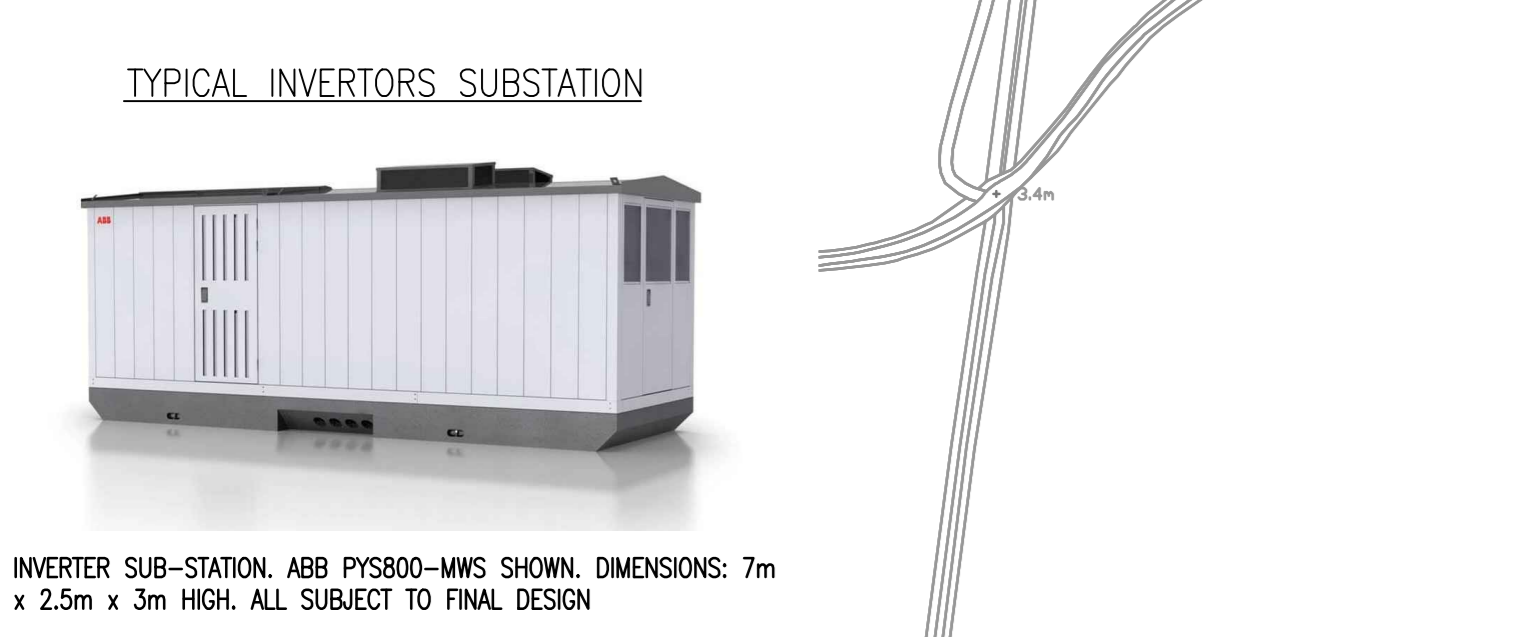 TYPICAL INVERTORS SUBSTATION
ABB
3.4m
INVERTER SUB-STATION. ABB PYS800-MWS SHOWN. DIMENSIONS: 7m
x 2.5m x 3m HIGH. ALL SUBJECT TO FINAL DESIGN